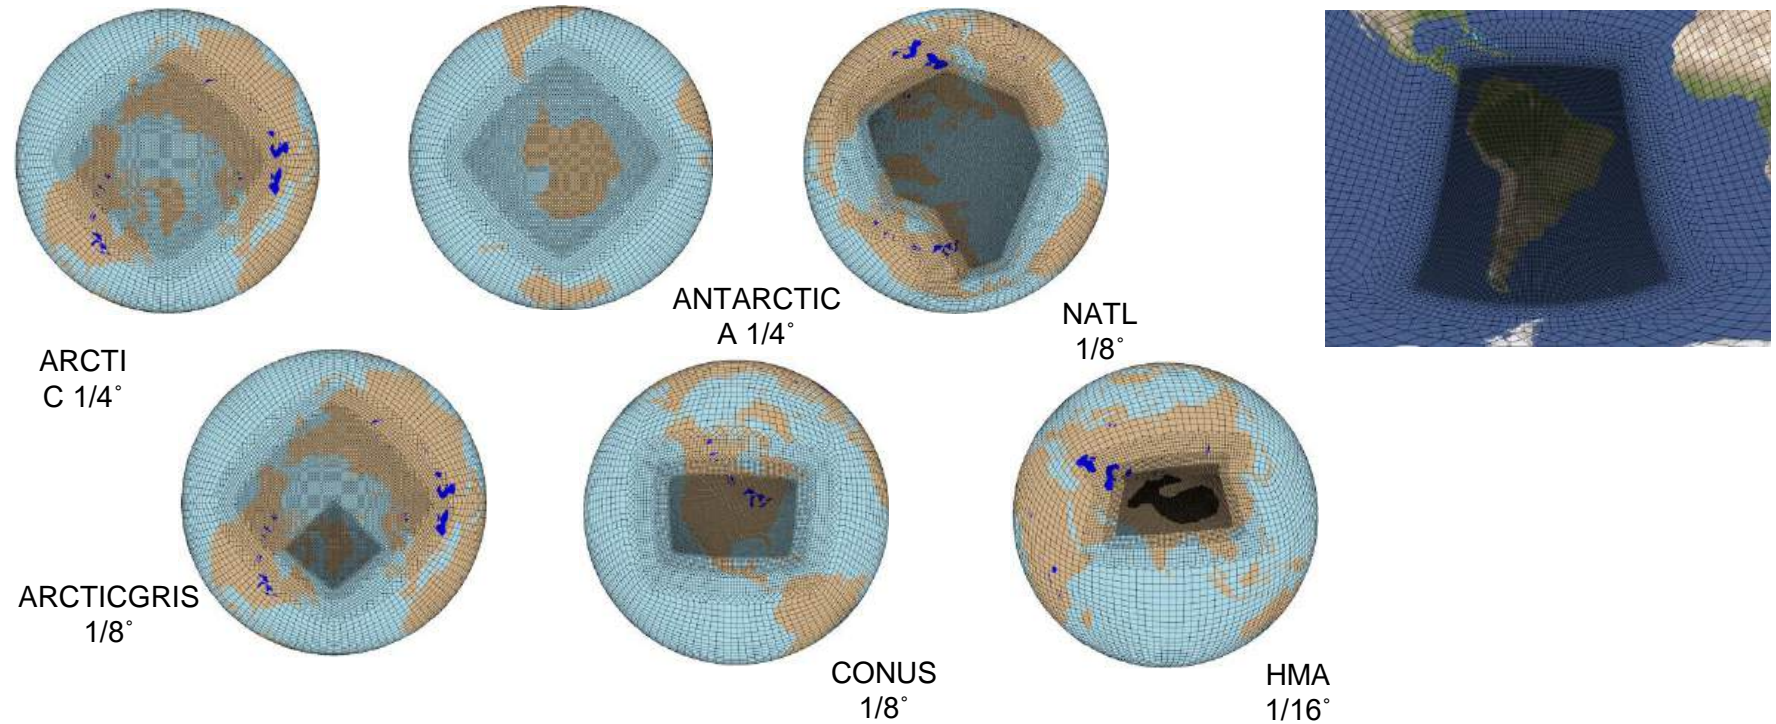 ARCTI
C 1/4˚
ANTARCTIC
A 1/4˚
NATL
1/8˚
ARCTICGRIS
1/8˚
CONUS
1/8˚
HMA
1/16˚